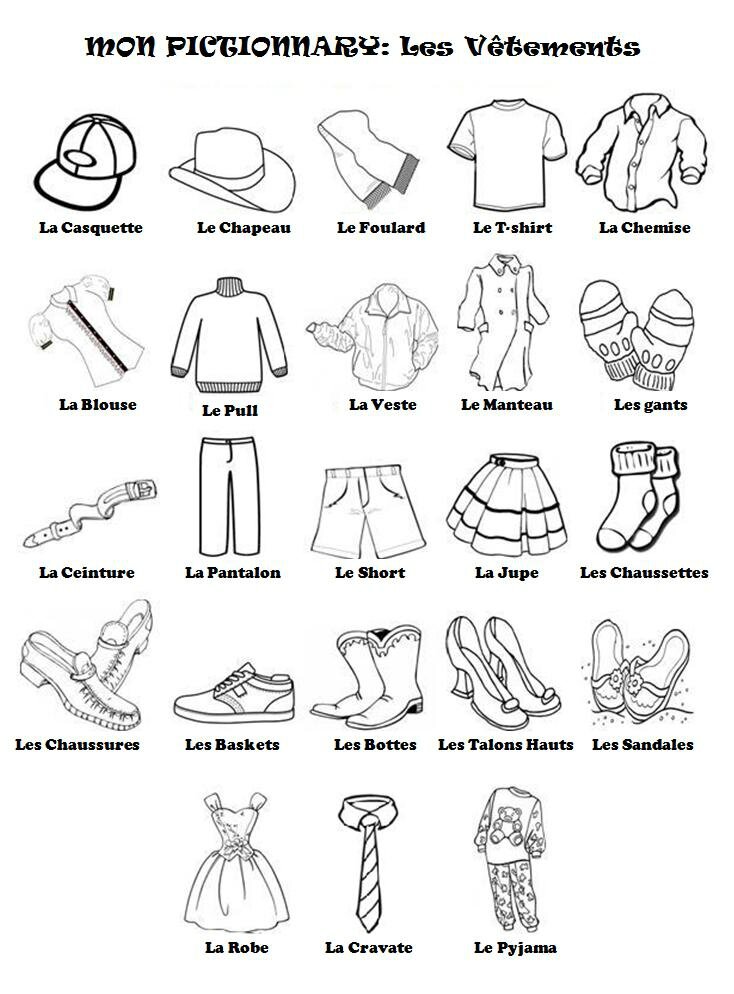 MON PICTIONNARY: Les Vêtements
La Casquette
Le Chapeau
Le Foulard
Le T-shirt
La Chemise
La Blouse
Le Pull
La Veste
Le Manteau
Les gants
La Ceinture
La Pantalon
Le Short
La Jupe
Les Chaussettes
Les Chaussures
Les Baskets
Les Bottes
Les Talons Hauts
Les Sandales
La Robe
La Cravate
Le Pyjama